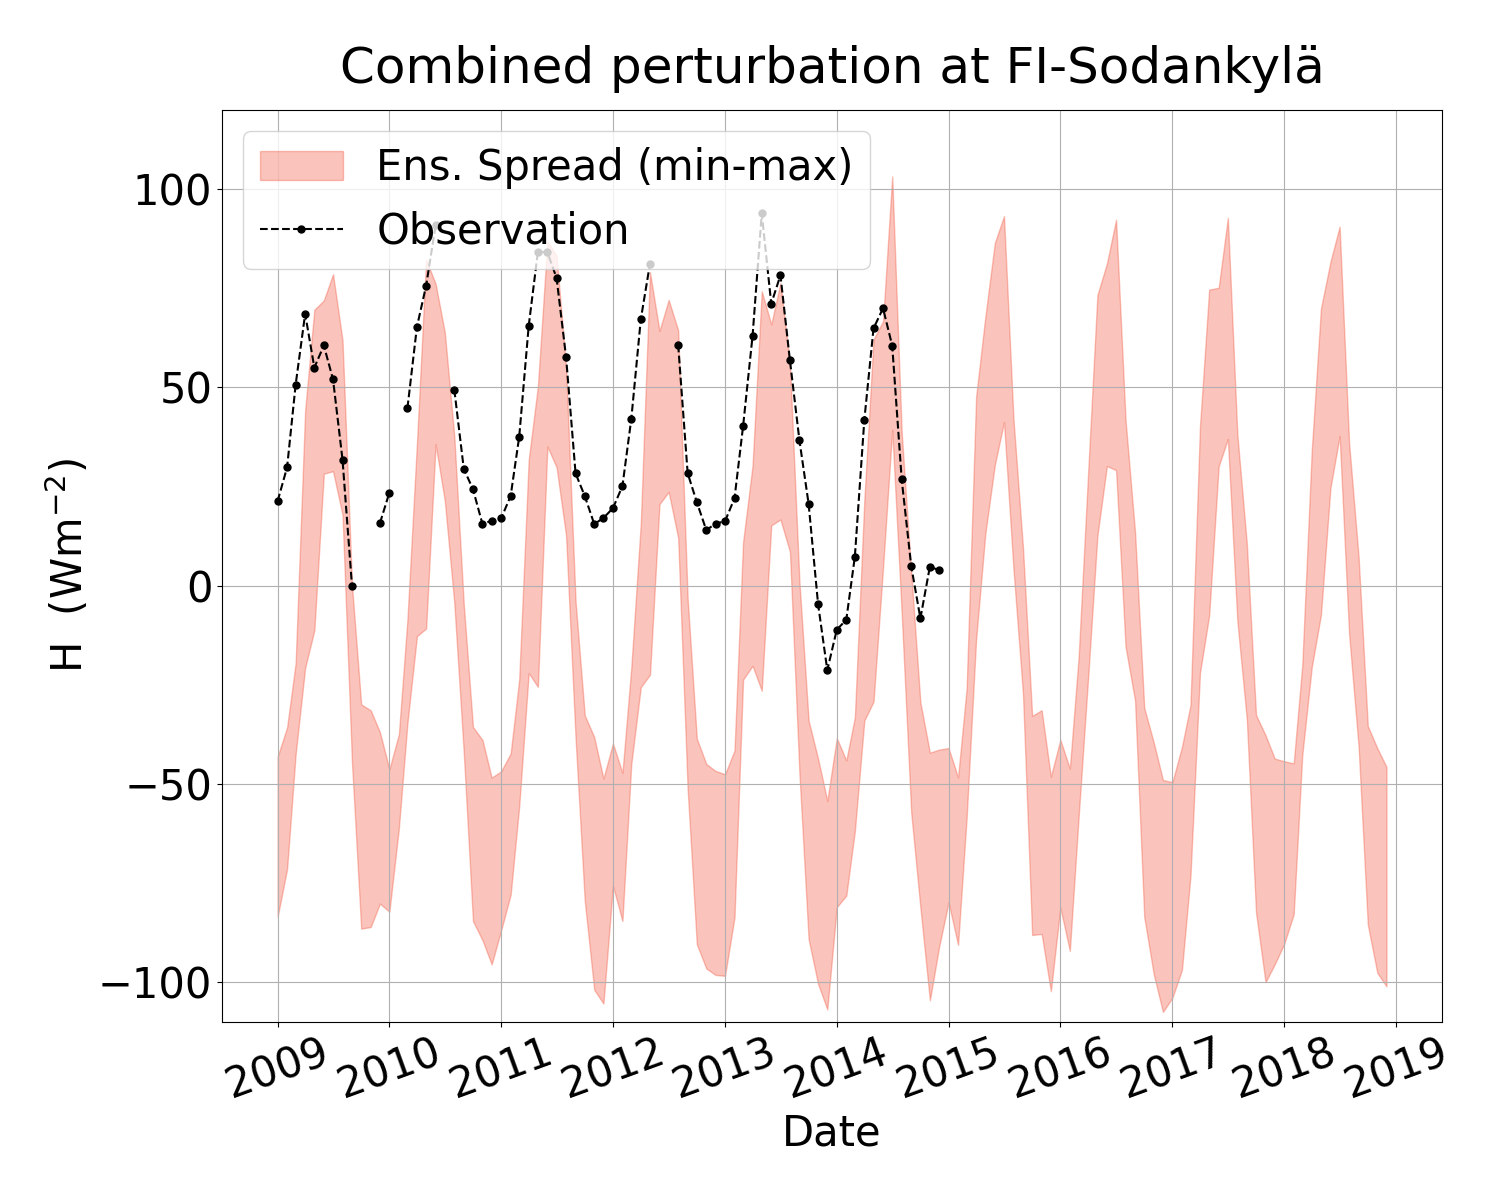 Combined perturbation at FI-Sodankylä
Ens. Spread (min-max)
Observation
100
50
0
−50
−100
H (Wm⁻²)
2009 2010 2011 2012 2013 2014 2015 2016 2017 2018 2019
Date